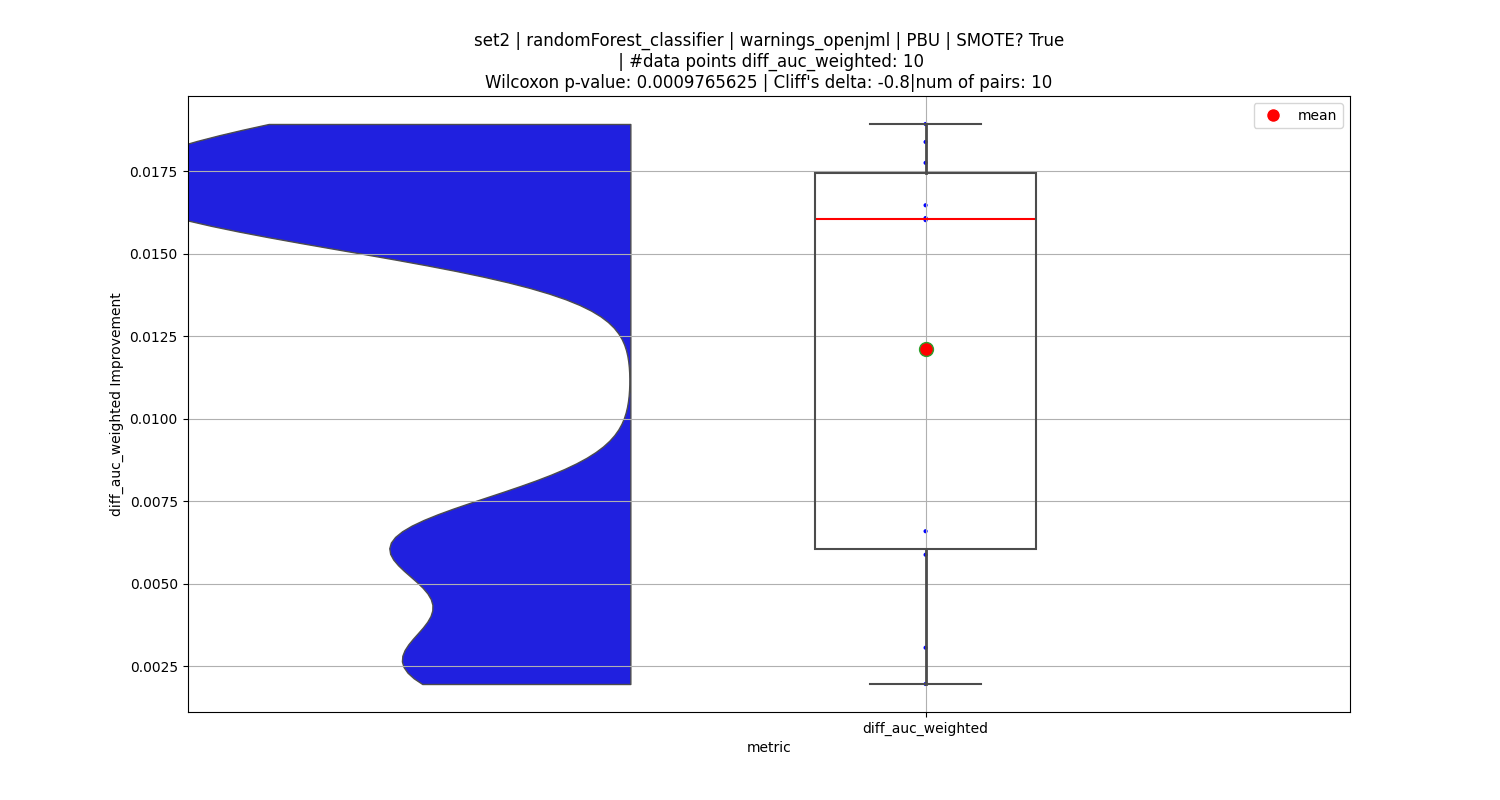 set2 | randomForest_classifier | warnings_openjml | PBU | SMOTE? True
| #data points diff_auc_weighted: 10
Wilcoxon p-value: 0.0009765625 | Cliff's delta: -0.8|num of pairs: 10
mean
0.0175
0.0150
0.0125
0.0100
0.0075
0.0050
0.0025
diff_auc_weighted Improvement
diff_auc_weighted
metric